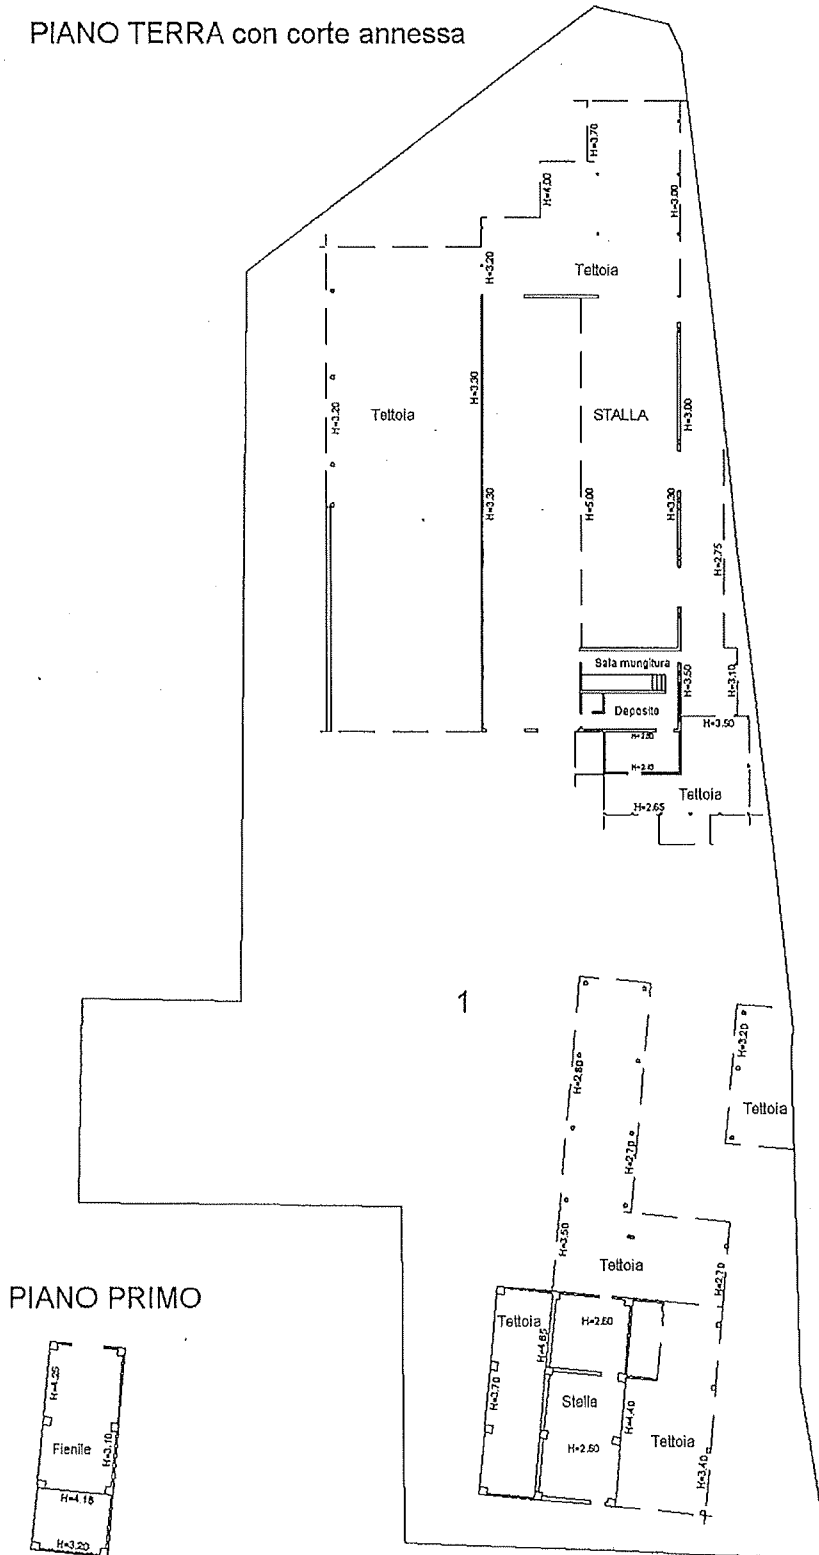 PIANO TERRA con corte annessa
H=3.70
H=4.00
H=3.00
H=3.20
Tettoia
H=3.30
H=3.20
Tettoia
STALLA
H=3.00
H=3.30
H=5.00
H=3.30
H=2.75
Sala mungitura
H=3.50
H=3.10
Deposito
H=3.50
Tettoia
H=2.65
1
H=3.20
H=2.80
Tettoia
H=2.70
H=3.50
Tettoia
H=2.70
PIANO PRIMO
Tettoia
H=2.60
H=4.65
H=4.25
H=3.70
Stalla
H=4.40
Fienile
H=3.10
H=2.60
Tettoia
H=3.40
H=4.18
H=3.20